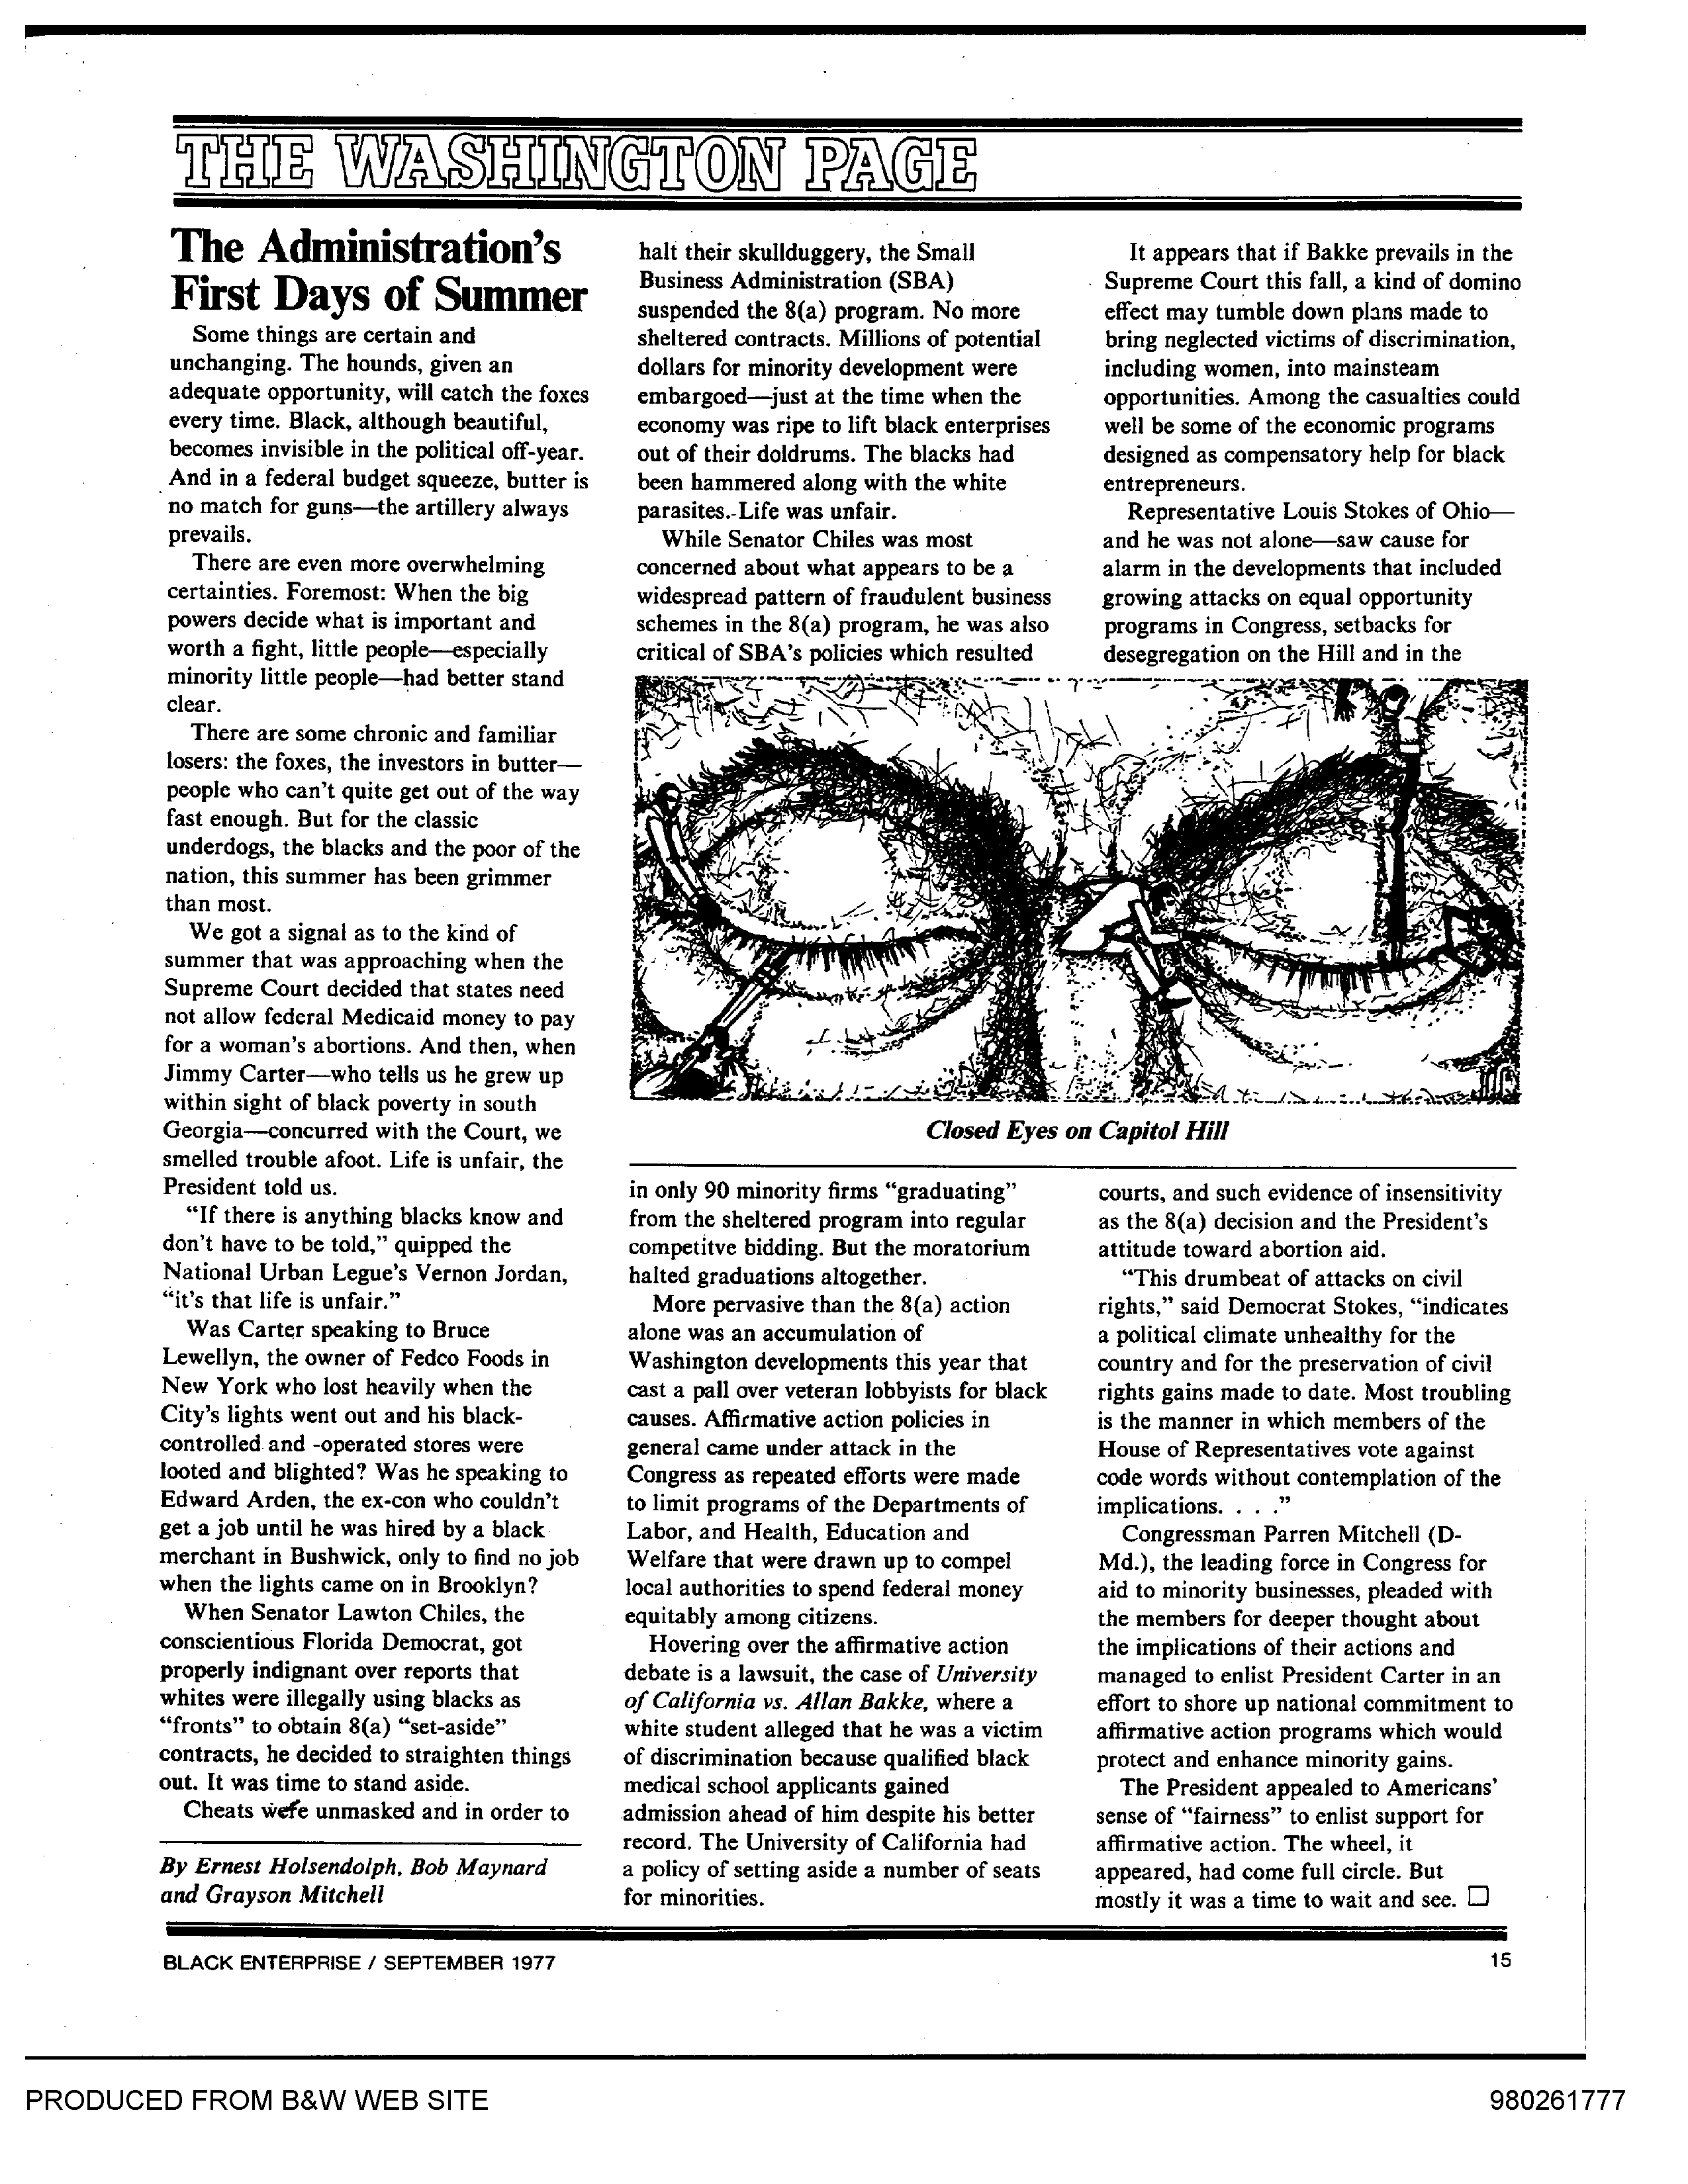 THE WASHINGTON PAGE
The Administration's
First Days of Summer
Some things are certain and
unchanging. The hounds, given an
adequate opportunity, will catch the foxes
every time. Black, although beautiful,
becomes invisible in the political off-year.
And in a federal budget squeeze, butter is
no match for guns—the artillery always
prevails.
There are even more overwhelming
certainties. Foremost: When the big
powers decide what is important and
worth a fight, little people—especially
minority little people—had better stand
clear.
There are some chronic and familiar
losers: the foxes, the investors in butter—
people who can't quite get out of the way
fast enough. But for the classic
underdogs, the blacks and the poor of the
nation, this summer has been grimmer
than most.
We got a signal as to the kind of
summer that was approaching when the
Supreme Court decided that states need
not allow federal Medicaid money to pay
for a woman's abortions. And then, when
Jimmy Carter—who tells us he grew up
within sight of black poverty in south
Georgia—concurred with the Court, we
smelled trouble afoot. Life is unfair, the
President told us.
"If there is anything blacks know and
don't have to be told," quipped the
National Urban Legue's Vernon Jordan,
"it's that life is unfair."
Was Carter speaking to Bruce
Lewellyn, the owner of Fedco Foods in
New York who lost heavily when the
City's lights went out and his black-
controlled and -operated stores were
looted and blighted? Was he speaking to
Edward Arden, the ex-con who couldn't
get a job until he was hired by a black
merchant in Bushwick, only to find no job
when the lights came on in Brooklyn?
When Senator Lawton Chiles, the
conscientious Florida Democrat, got
properly indignant over reports that
whites were illegally using blacks as
"fronts" to obtain 8(a) "set-aside"
contracts, he decided to straighten things
out. It was time to stand aside.
Cheats were unmasked and in order to
By Ernest Holsendolph, Bob Maynard
and Grayson Mitchell
halt their skullduggery, the Small
Business Administration (SBA)
suspended the 8(a) program. No more
sheltered contracts. Millions of potential
dollars for minority development were
embargoed—just at the time when the
economy was ripe to lift black enterprises
out of their doldrums. The blacks had
been hammered along with the white
parasites. Life was unfair.
While Senator Chiles was most
concerned about what appears to be a
widespread pattern of fraudulent business
schemes in the 8(a) program, he was also
critical of SBA's policies which resulted
in only 90 minority firms "graduating"
from the sheltered program into regular
competitve bidding. But the moratorium
halted graduations altogether.
More pervasive than the 8(a) action
alone was an accumulation of
Washington developments this year that
cast a pall over veteran lobbyists for black
causes. Affirmative action policies in
general came under attack in the
Congress as repeated efforts were made
to limit programs of the Departments of
Labor, and Health, Education and
Welfare that were drawn up to compel
local authorities to spend federal money
equitably among citizens.
Hovering over the affirmative action
debate is a lawsuit, the case of University
of California vs. Allan Bakke, where a
white student alleged that he was a victim
of discrimination because qualified black
medical school applicants gained
admission ahead of him despite his better
record. The University of California had
a policy of setting aside a number of seats
for minorities.
It appears that if Bakke prevails in the
Supreme Court this fall, a kind of domino
effect may tumble down plans made to
bring neglected victims of discrimination,
including women, into mainsteam
opportunities. Among the casualties could
well be some of the economic programs
designed as compensatory help for black
entrepreneurs.
Representative Louis Stokes of Ohio—
and he was not alone—saw cause for
alarm in the developments that included
growing attacks on equal opportunity
programs in Congress, setbacks for
desegregation on the Hill and in the
Closed Eyes on Capitol Hill
courts, and such evidence of insensitivity
as the 8(a) decision and the President's
attitude toward abortion aid.
"This drumbeat of attacks on civil
rights," said Democrat Stokes, "indicates
a political climate unhealthy for the
country and for the preservation of civil
rights gains made to date. Most troubling
is the manner in which members of the
House of Representatives vote against
code words without contemplation of the
implications. . . ."
Congressman Parren Mitchell (D-
Md.), the leading force in Congress for
aid to minority businesses, pleaded with
the members for deeper thought about
the implications of their actions and
managed to enlist President Carter in an
effort to shore up national commitment to
affirmative action programs which would
protect and enhance minority gains.
The President appealed to Americans'
sense of "fairness" to enlist support for
affirmative action. The wheel, it
appeared, had come full circle. But
mostly it was a time to wait and see. □
BLACK ENTERPRISE / SEPTEMBER 1977
15
PRODUCED FROM B&W WEB SITE
980261777